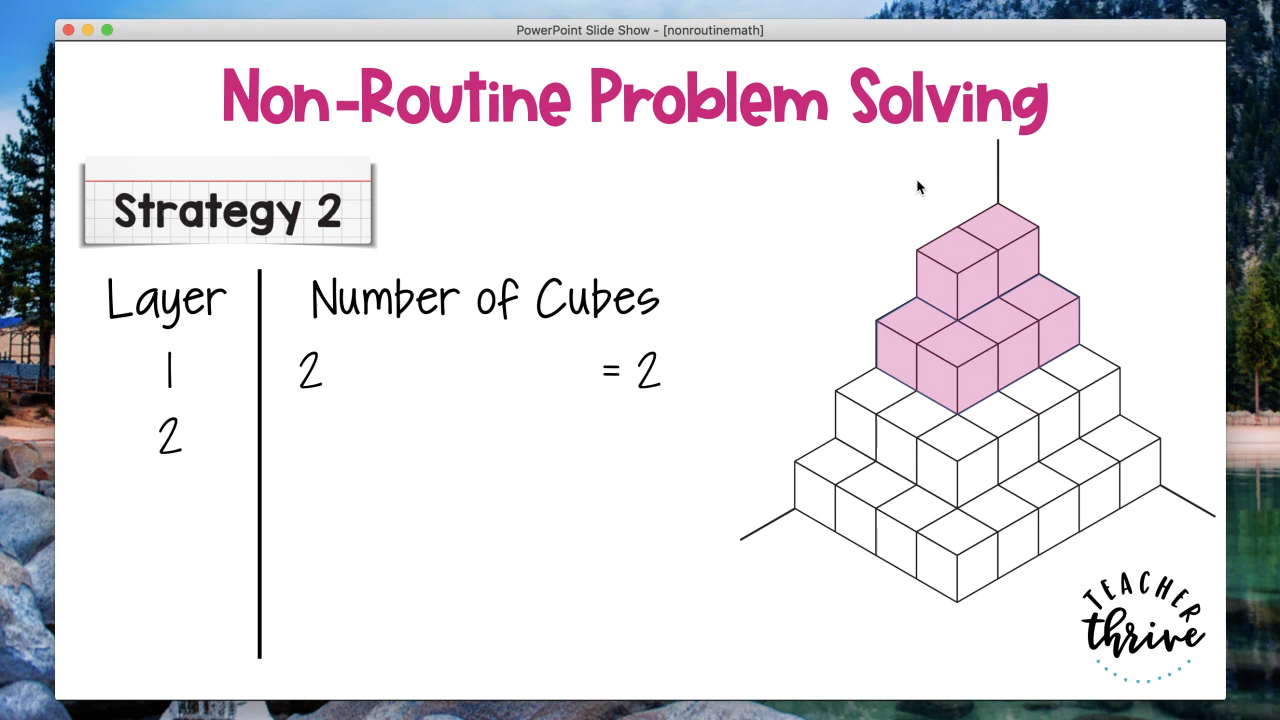 PowerPoint Slide Show - [nonroutinemath]
Non-Routine Problem Solving
Strategy 2
Layer Number of Cubes
1 2 = 2
2
TEACHER
thrive